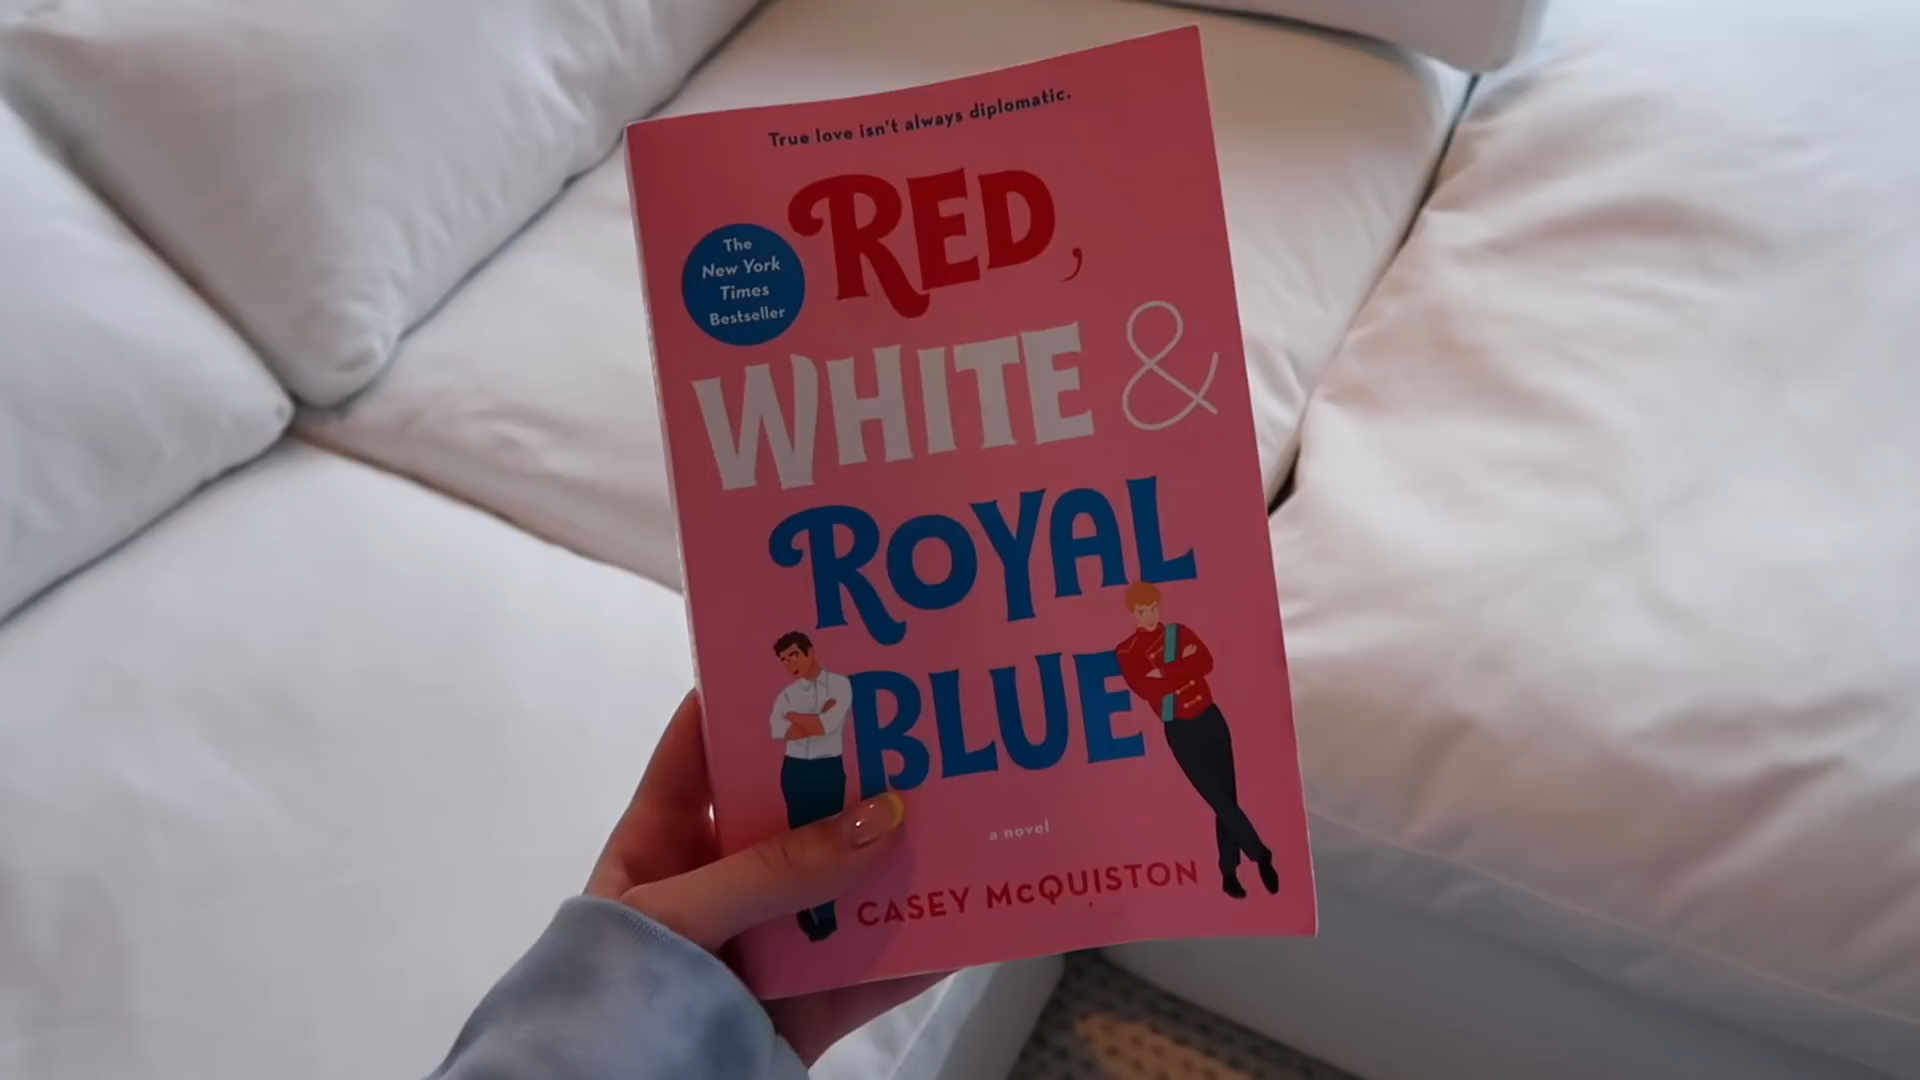 True love isn't always diplomatic.
RED,
The
New York
Times
Bestseller
WHITE &
ROYAL
BLUE
a novel
CASEY McQUISTON